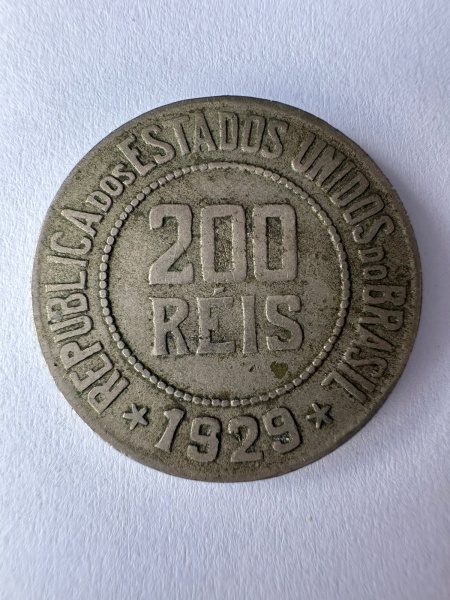 REPUBLICA DOS ESTADOS UNIDOS DO BRASIL
200
REIS
* 1929 *